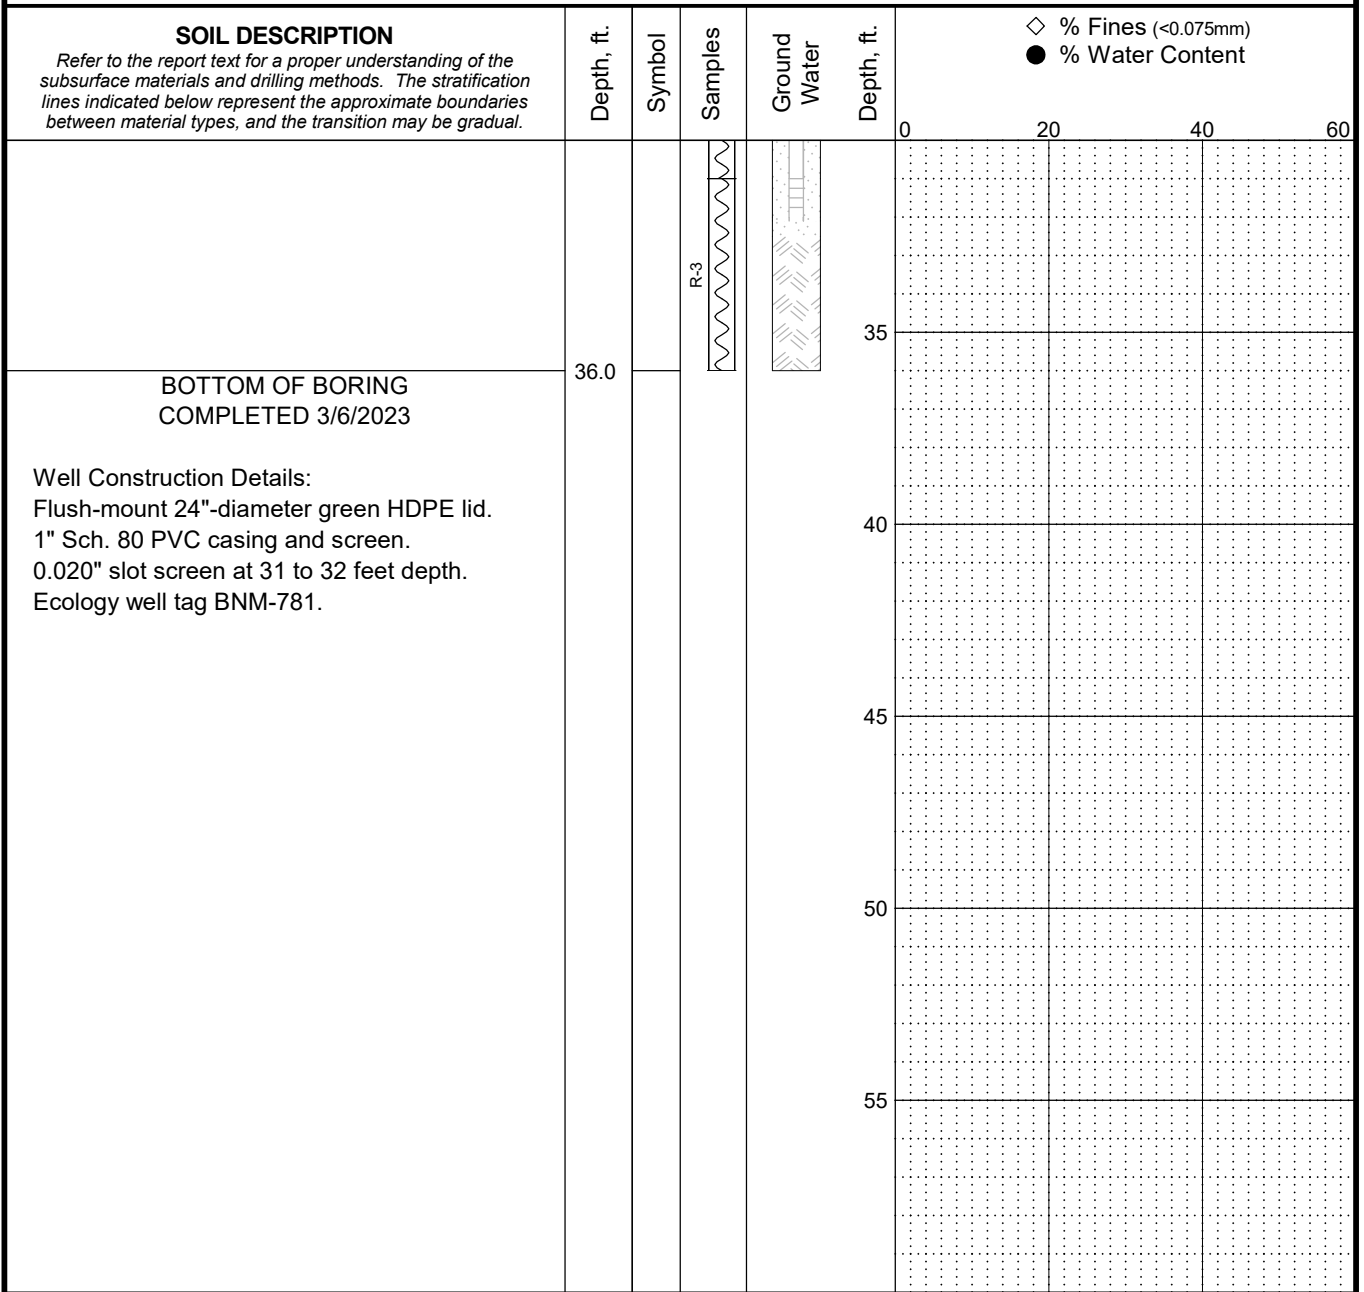 SOIL DESCRIPTION
Refer to the report text for a proper understanding of the
subsurface materials and drilling methods. The stratification
lines indicated below represent the approximate boundaries
between material types, and the transition may be gradual.
Depth, ft.
Symbol
Samples
Ground
Water
Depth, ft.
◇ % Fines (<0.075mm)
● % Water Content
0 20 40 60
R-3
35
36.0
BOTTOM OF BORING
COMPLETED 3/6/2023
Well Construction Details:
Flush-mount 24"-diameter green HDPE lid.
1" Sch. 80 PVC casing and screen.
0.020" slot screen at 31 to 32 feet depth.
Ecology well tag BNM-781.
40
45
50
55